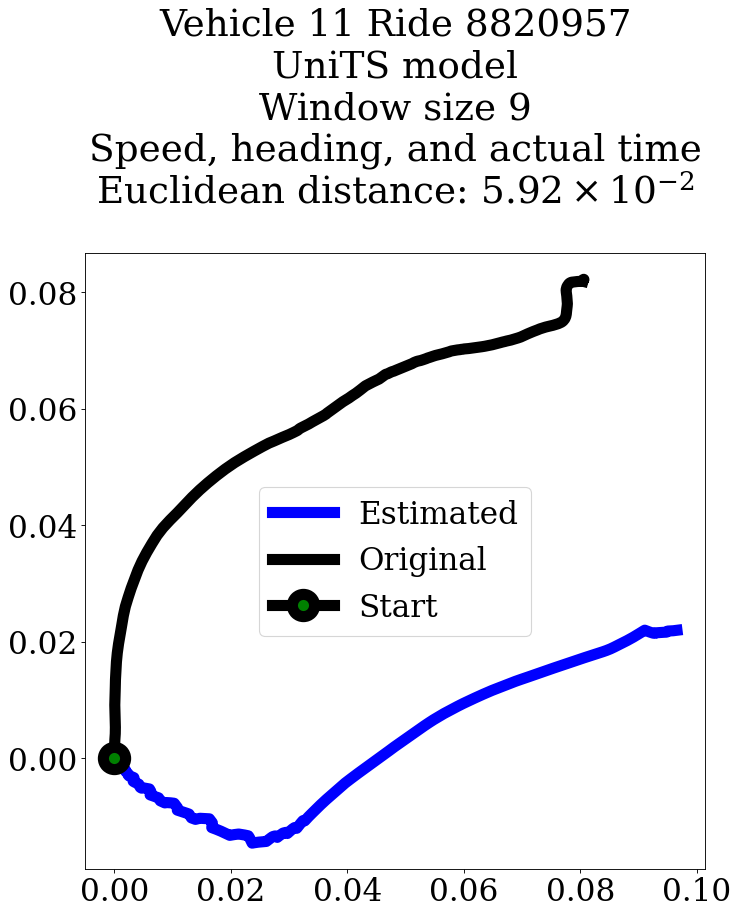 Vehicle 11 Ride 8820957
UniTS model
Window size 9
Speed, heading, and actual time
Euclidean distance: 5.92 × 10⁻²
0.08
0.06
0.04
0.02
0.00
Estimated
Original
Start
0.00 0.02 0.04 0.06 0.08 0.10